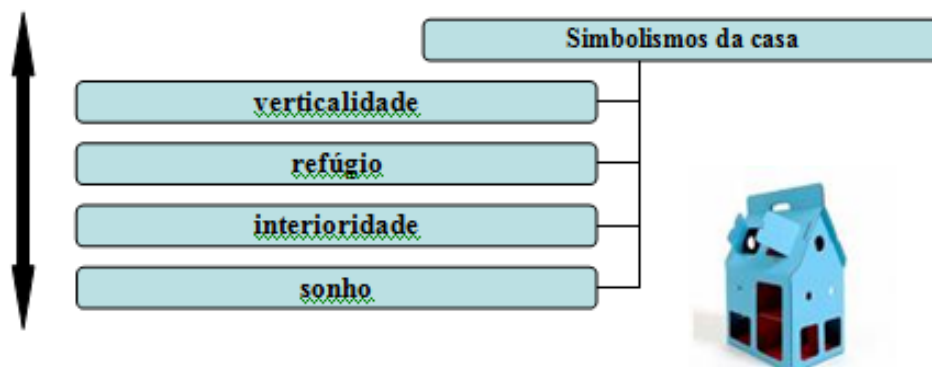 Simbolismos da casa
verticalidade
refúgio
interioridade
sonho